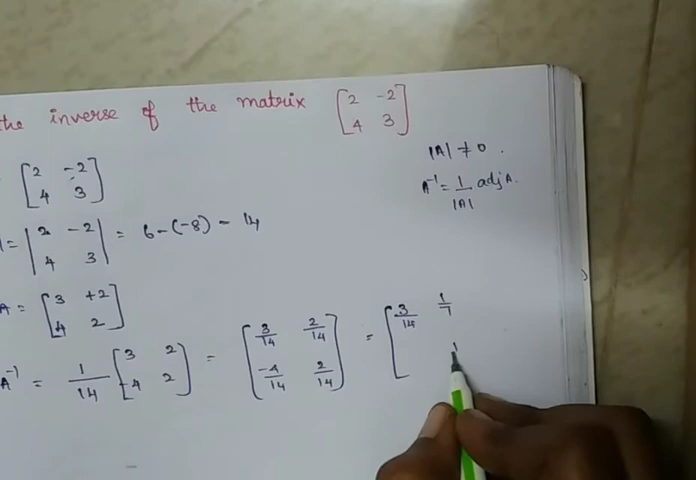 the inverse of the matrix [2 -2
4 3]
|A| ≠ 0.
A⁻¹ = 1/|A| adj A.
[2 -2
4 3]
= |2 -2
4 3| = 6-(-8) = 14
A = [3 +2
-4 2]
A⁻¹ = 1/14 [3 2
-4 2] = [3/14 2/14
-4/14 2/14] = [3/14 1/7
1